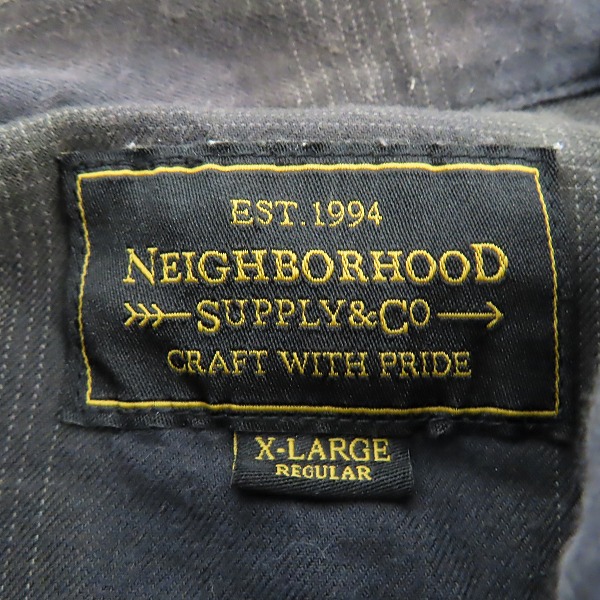 EST.1994
NEIGHBORHOOD
SUPPLY&CO
CRAFT WITH PRIDE
X-LARGE
REGULAR